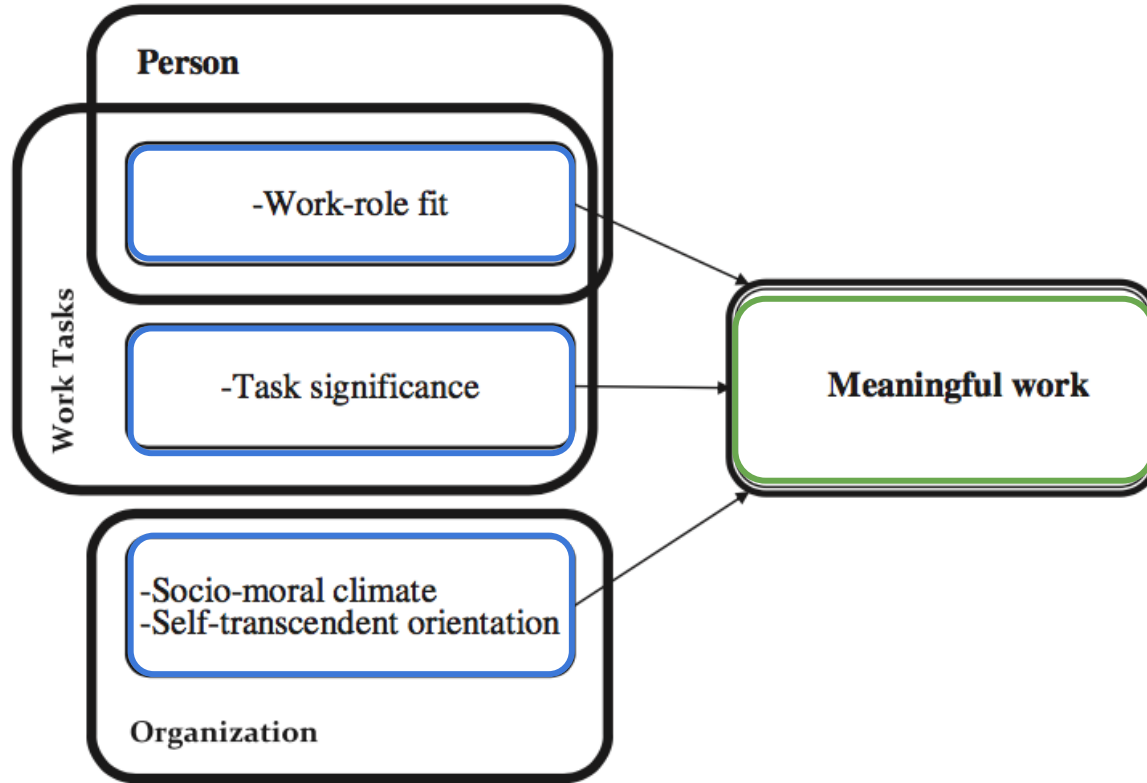 Person
-Work-role fit
Work Tasks
-Task significance
Meaningful work
-Socio-moral climate
-Self-transcendent orientation
Organization